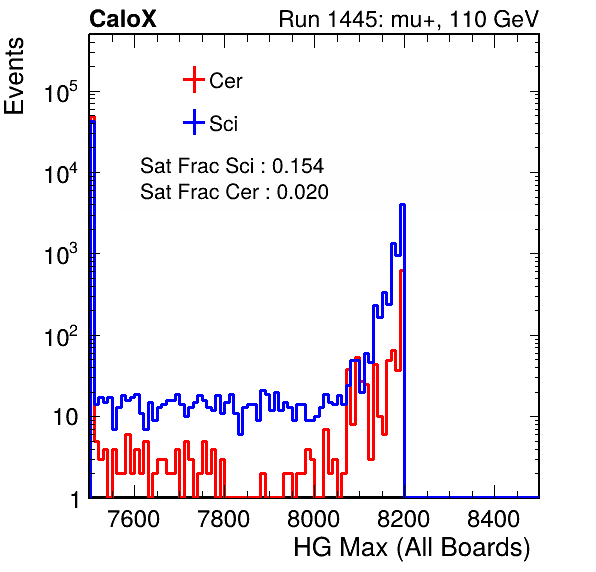 CaloX Run 1445: mu+, 110 GeV
Events
Cer
Sci
Sat Frac Sci : 0.154
Sat Frac Cer : 0.020
10^5
10^4
10^3
10^2
10
1
7600 7800 8000 8200 8400
HG Max (All Boards)